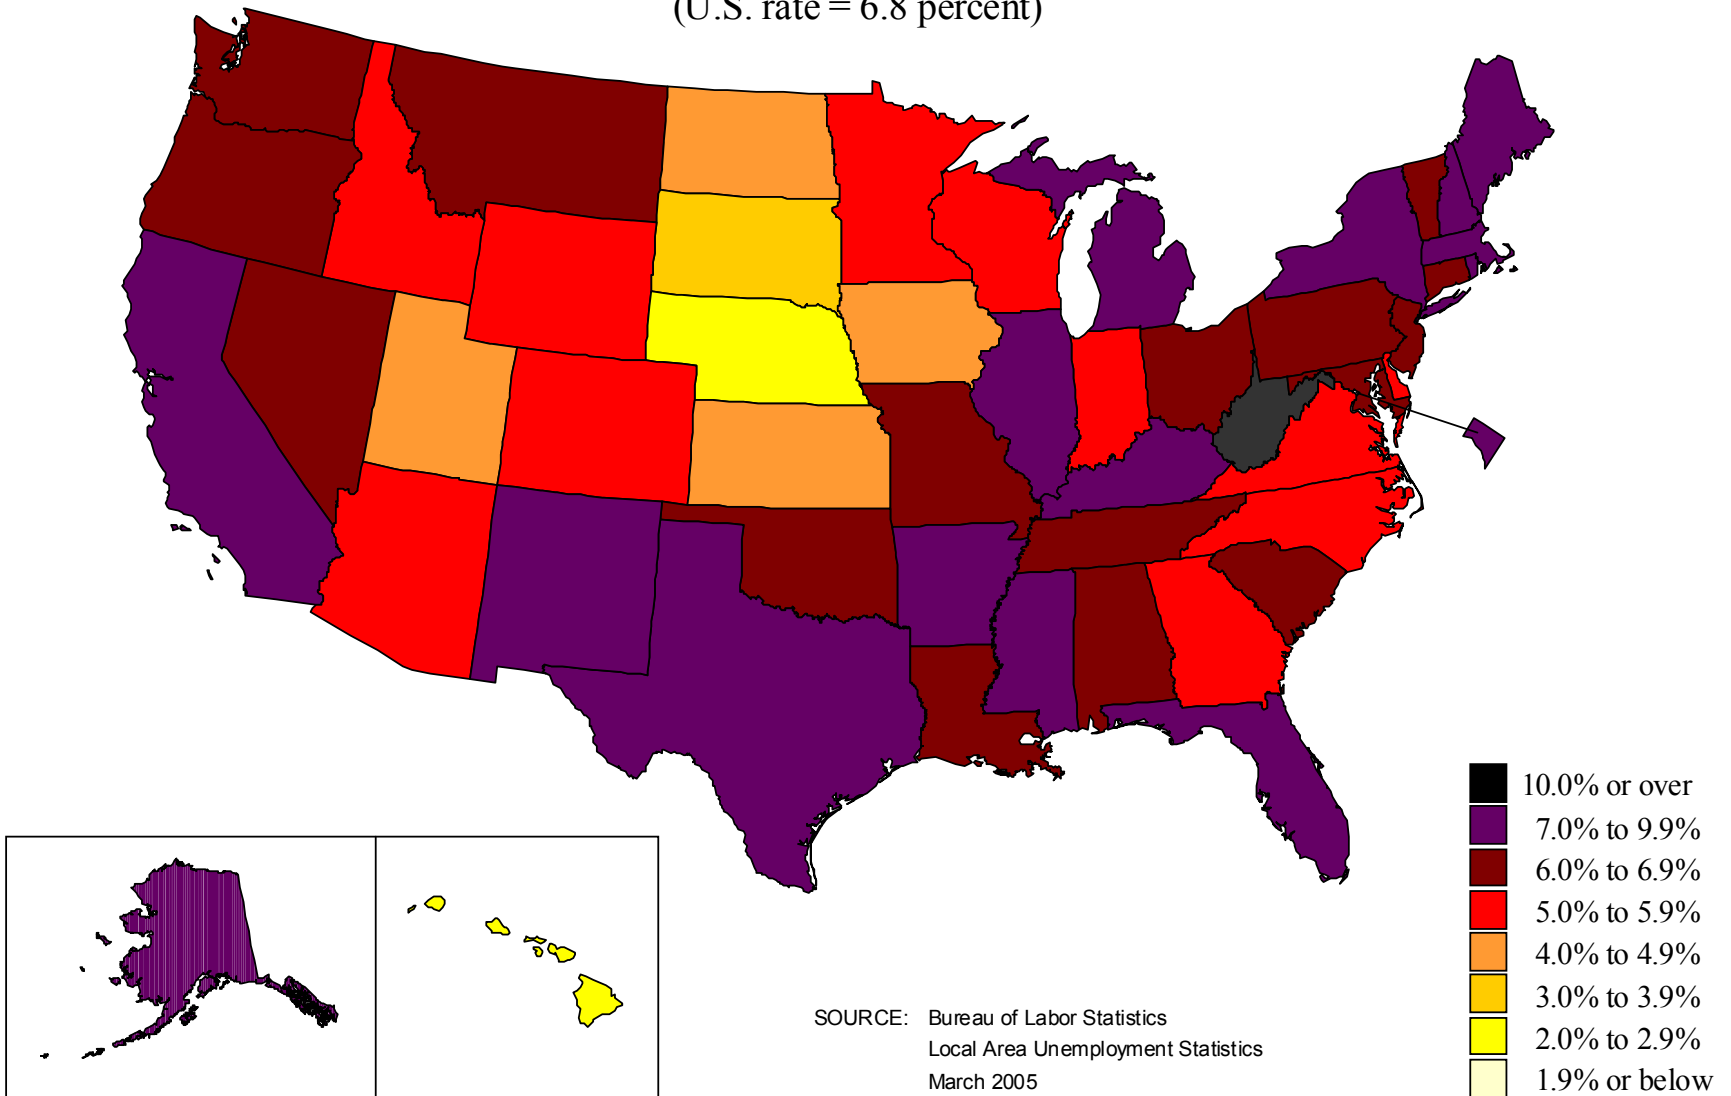 (U.S. rate = 6.8 percent)
10.0% or over
7.0% to 9.9%
6.0% to 6.9%
5.0% to 5.9%
4.0% to 4.9%
3.0% to 3.9%
2.0% to 2.9%
1.9% or below
SOURCE: Bureau of Labor Statistics
Local Area Unemployment Statistics
March 2005